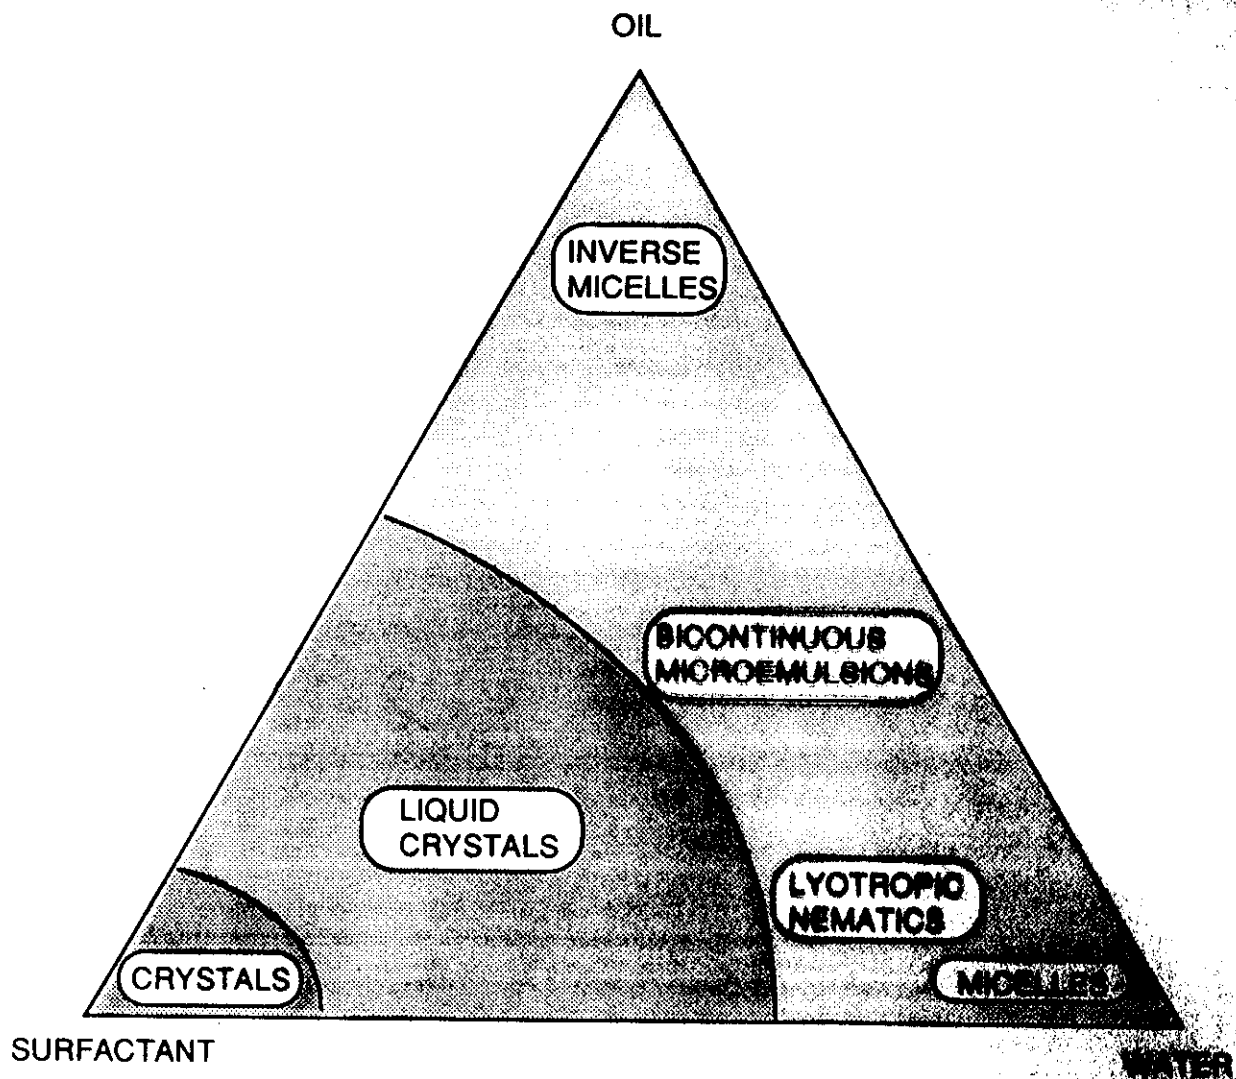 OIL
INVERSE
MICELLES
BICONTINUOUS
MICROEMULSIONS
LIQUID
CRYSTALS
LYOTROPIC
NEMATICS
CRYSTALS
MICELLES
SURFACTANT
WATER